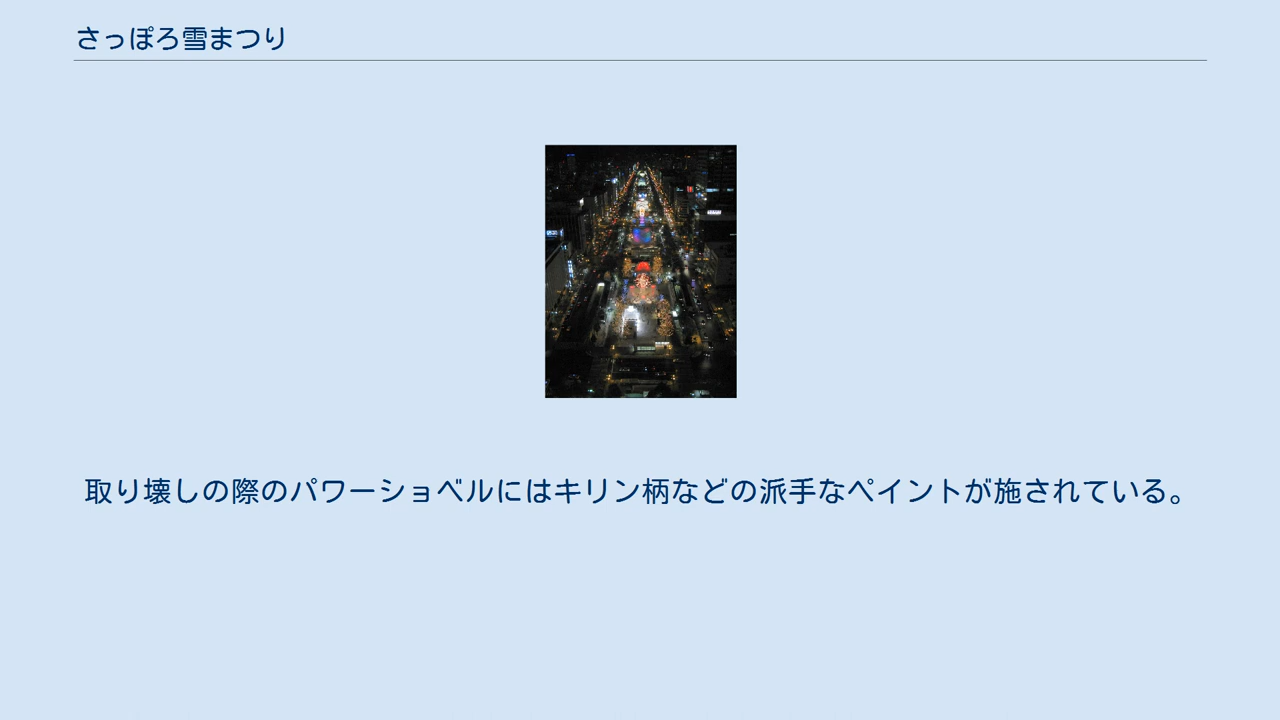 さっぽろ雪まつり
取り壊しの際のパワーショベルにはキリン柄などの派手なペイントが施されている。